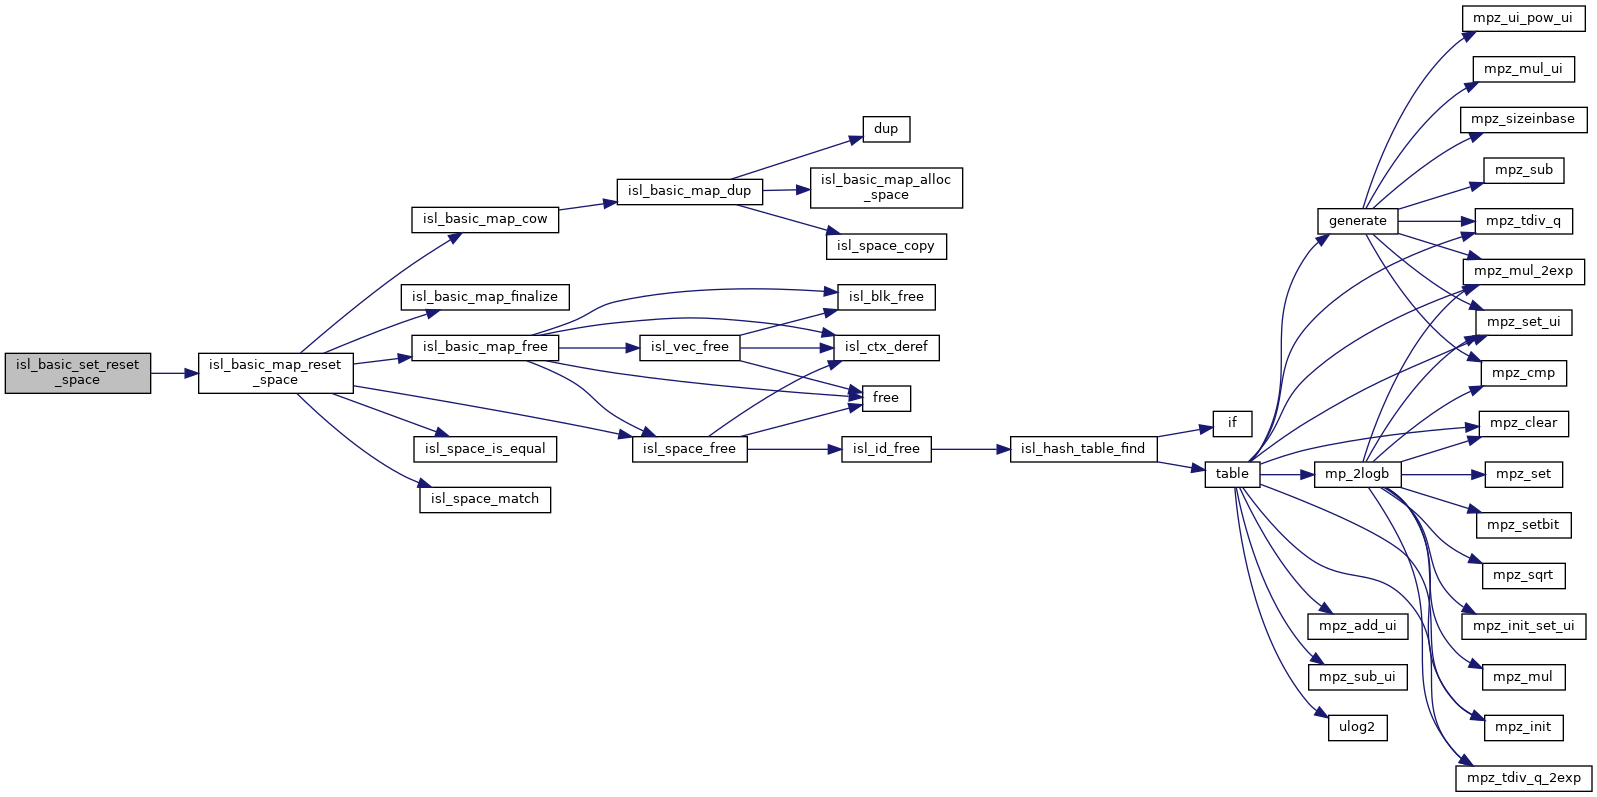 isl_basic_set_reset
_space
isl_basic_map_reset
_space
isl_basic_map_cow
isl_basic_map_finalize
isl_basic_map_free
isl_space_is_equal
isl_space_match
isl_basic_map_dup
isl_vec_free
isl_space_free
dup
isl_basic_map_alloc
_space
isl_space_copy
isl_blk_free
isl_ctx_deref
free
isl_id_free
isl_hash_table_find
if
table
generate
mp_2logb
mpz_add_ui
mpz_sub_ui
ulog2
mpz_ui_pow_ui
mpz_mul_ui
mpz_sizeinbase
mpz_sub
mpz_tdiv_q
mpz_mul_2exp
mpz_set_ui
mpz_cmp
mpz_clear
mpz_set
mpz_setbit
mpz_sqrt
mpz_init_set_ui
mpz_mul
mpz_init
mpz_tdiv_q_2exp